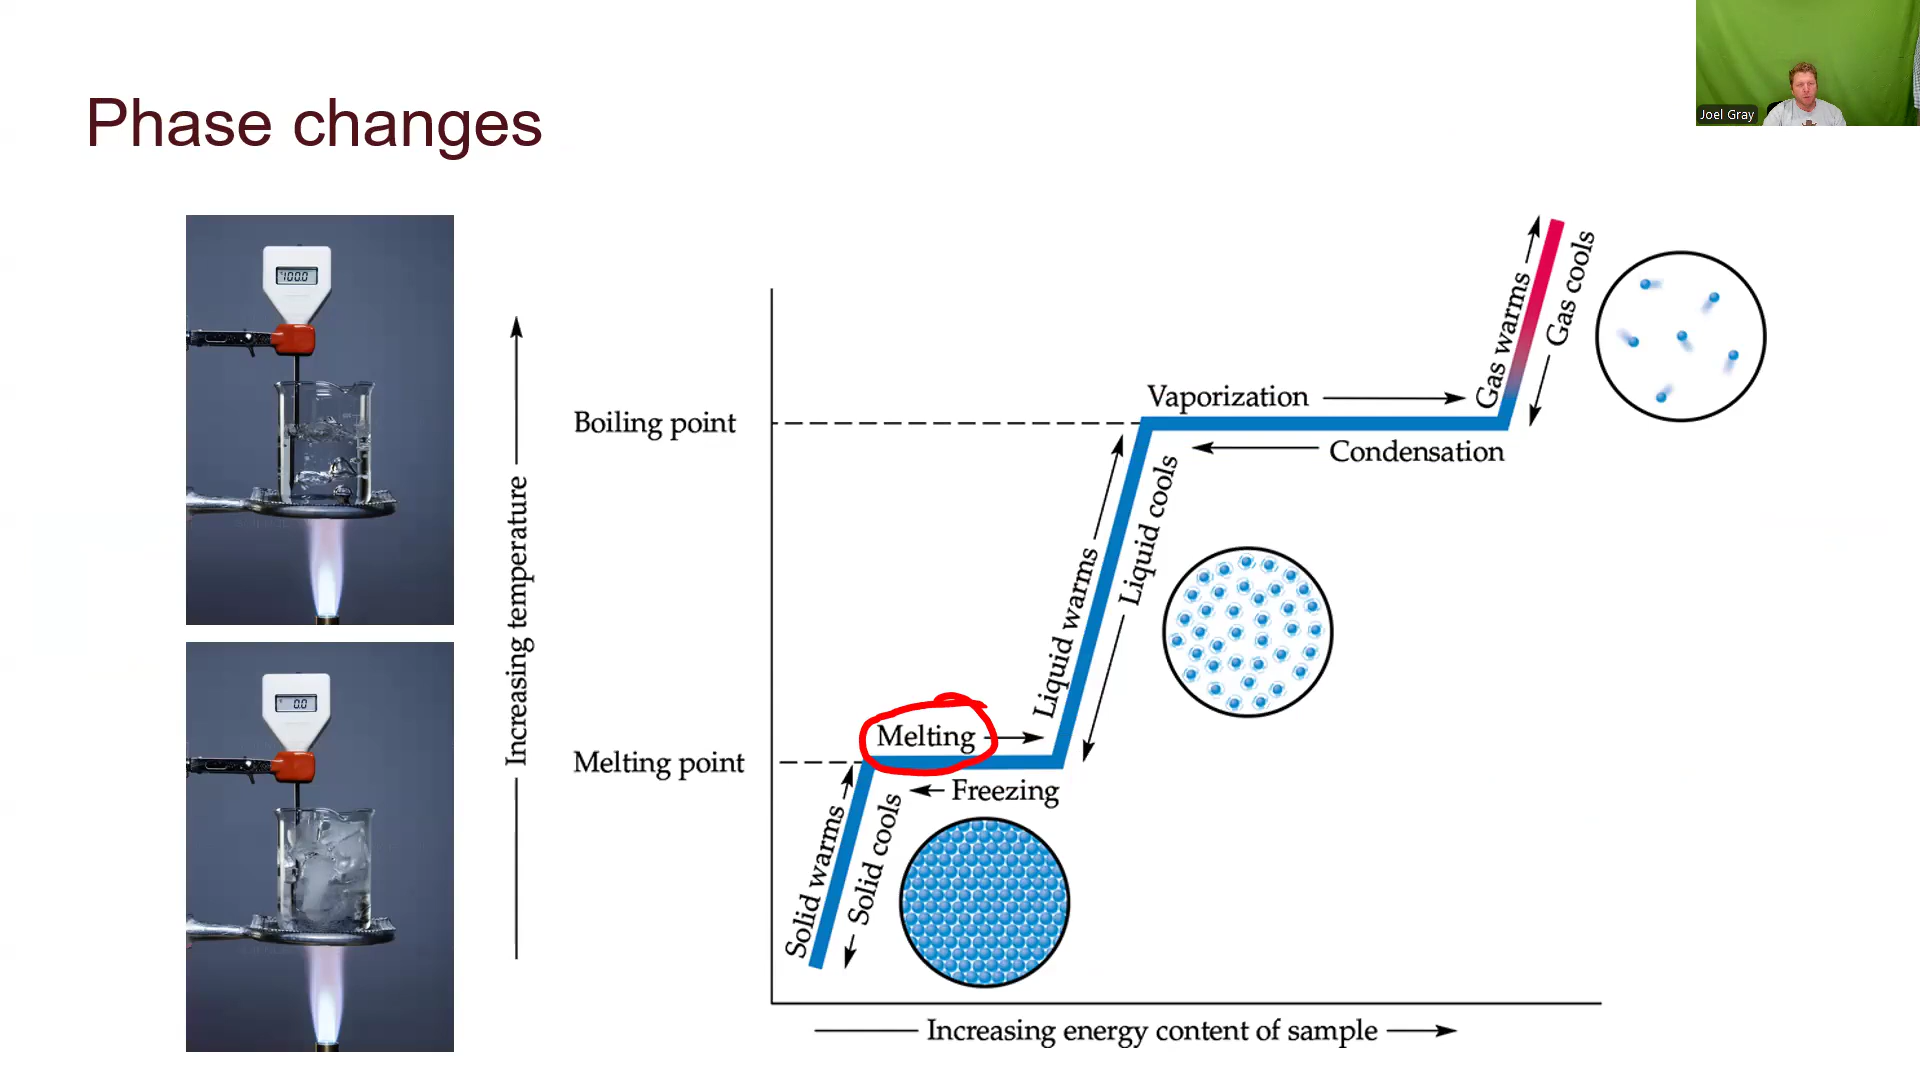 Phase changes
Joel Gray
100.0
0.0
Increasing temperature
Boiling point
Melting point
Solid warms
Solid cools
Melting
Freezing
Liquid warms
Liquid cools
Vaporization
Condensation
Gas warms
Gas cools
Increasing energy content of sample